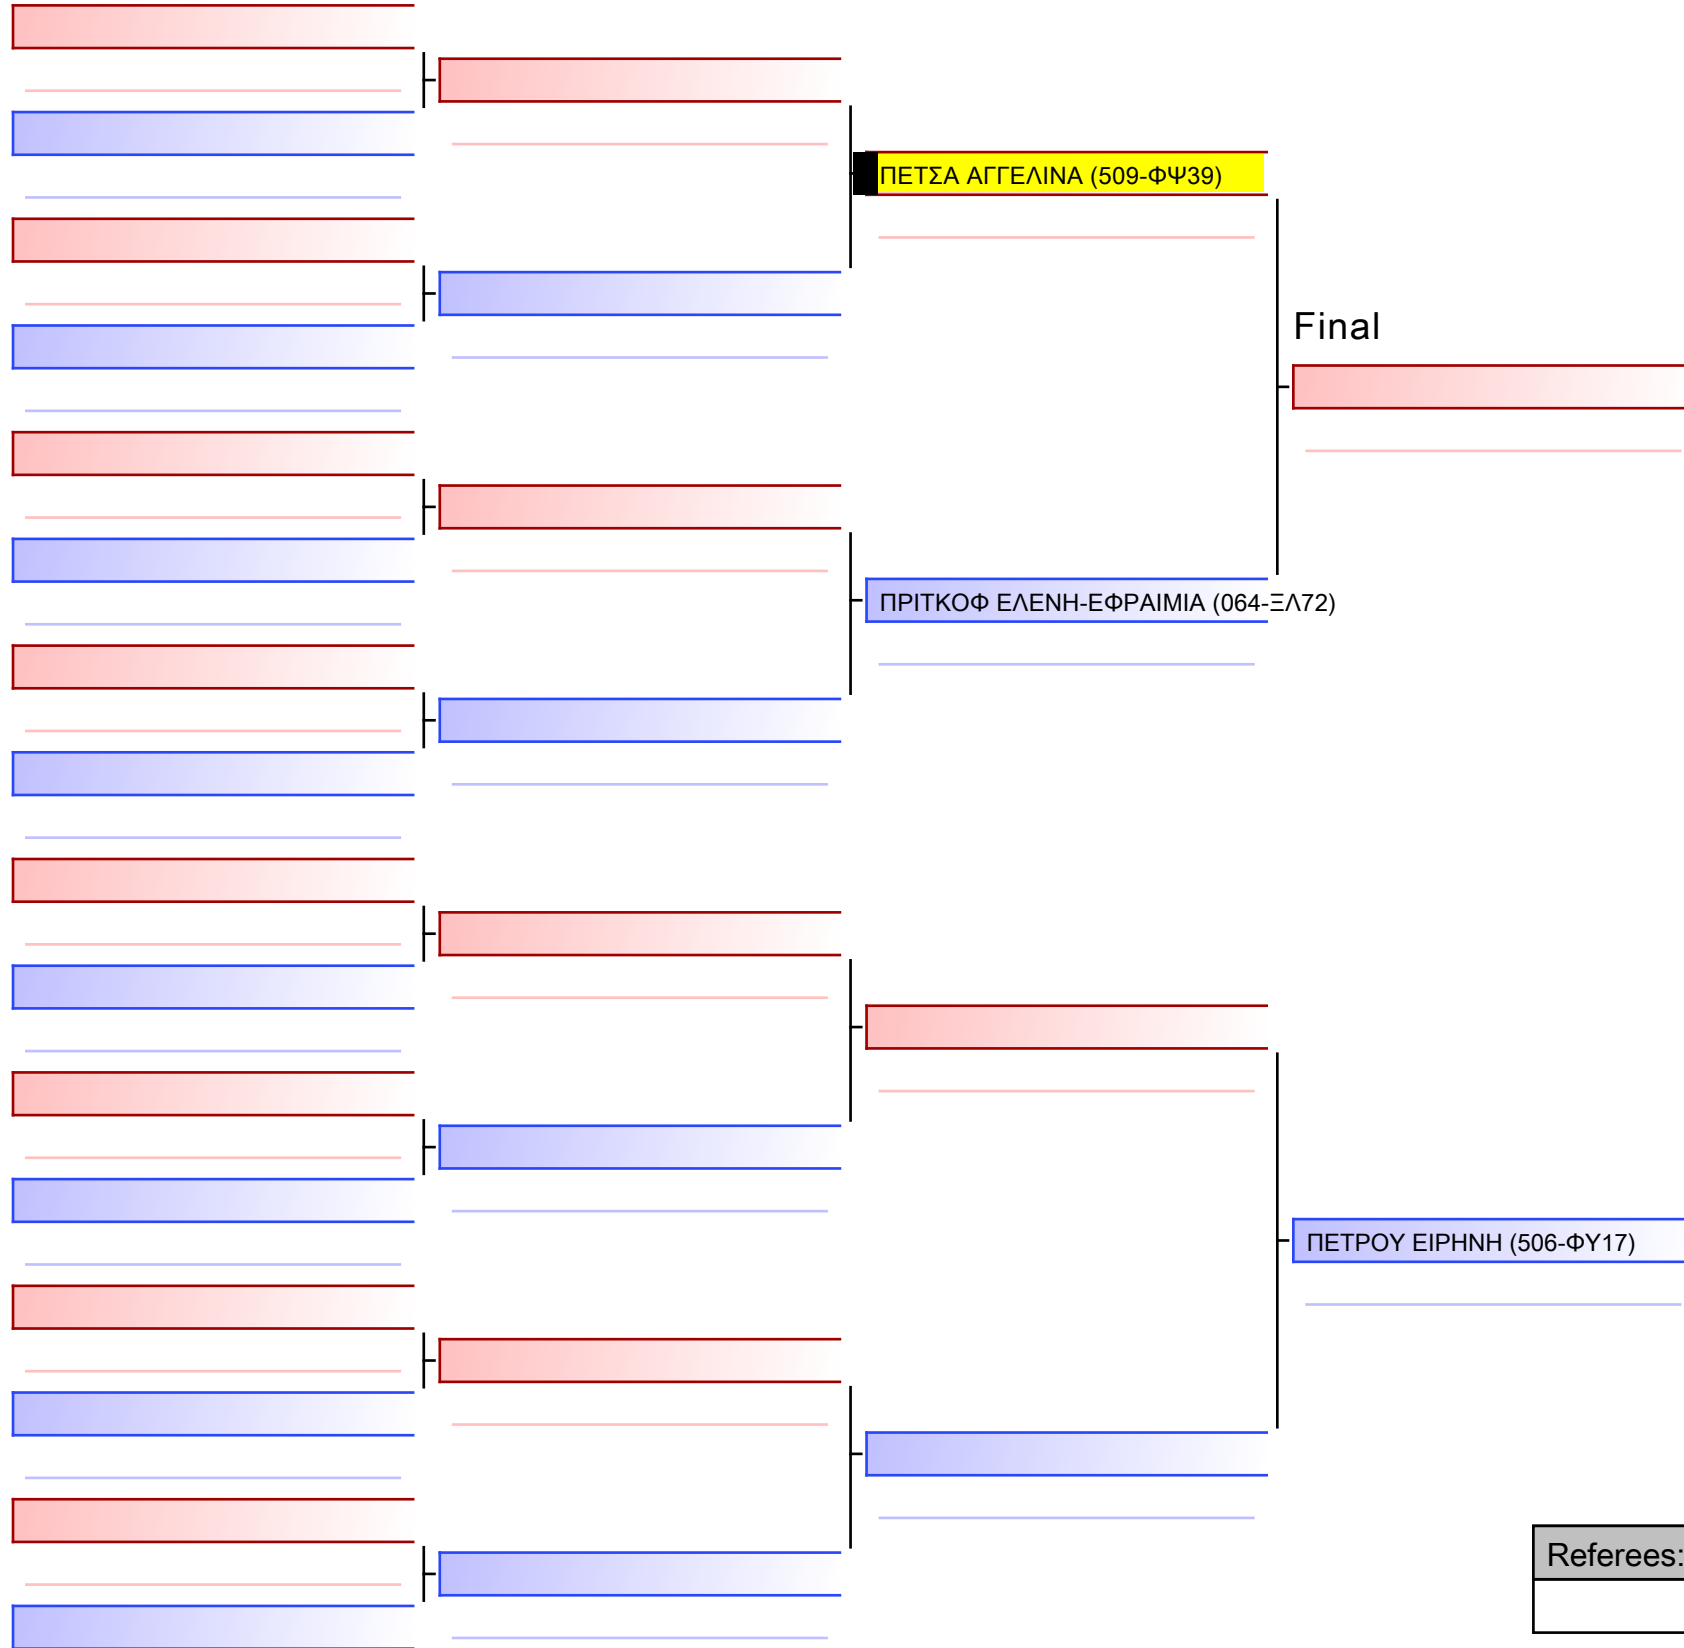 ΠΕΤΣΑ ΑΓΓΕΛΙΝΑ (509-ΦΨ39)
Final
ΠΡΙΤΚΟΦ ΕΛΕΝΗ-ΕΦΡΑΙΜΙΑ (064-ΞΛ72)
ΠΕΤΡΟΥ ΕΙΡΗΝΗ (506-ΦΥ17)
Referees: